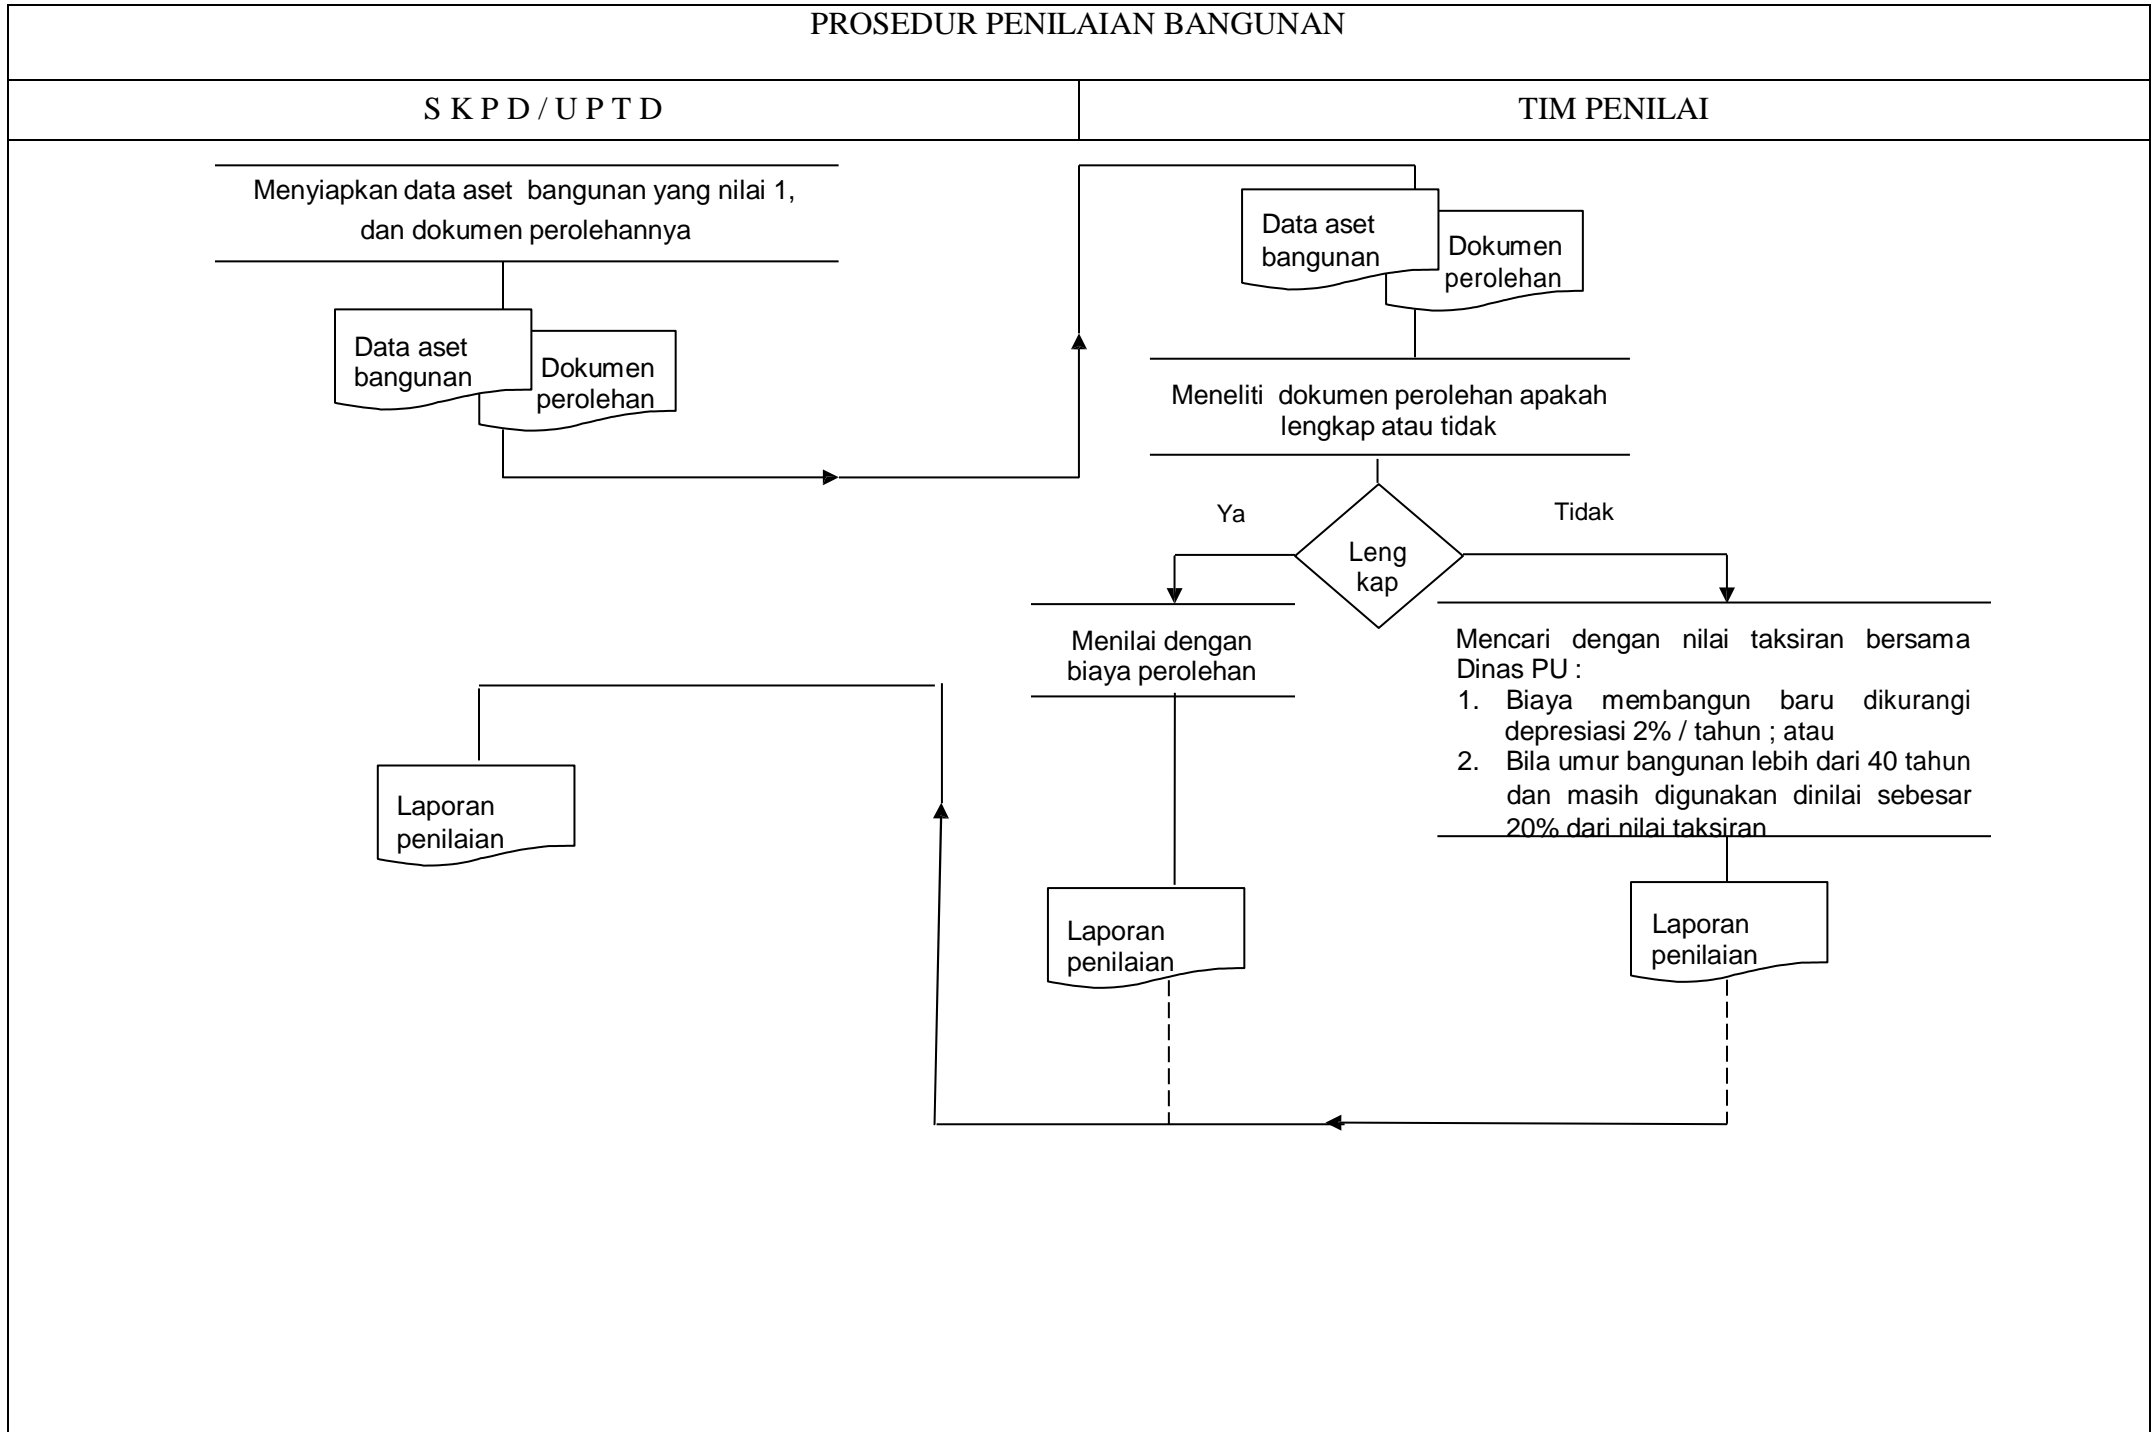 PROSEDUR PENILAIAN BANGUNAN
S K P D / U P T D
TIM PENILAI
Menyiapkan data aset bangunan yang nilai 1,
dan dokumen perolehannya
Data aset
bangunan
Dokumen
perolehan
Data aset
bangunan
Dokumen
perolehan
Meneliti dokumen perolehan apakah
lengkap atau tidak
Ya
Tidak
Leng
kap
Menilai dengan
biaya perolehan
Mencari dengan nilai taksiran bersama
Dinas PU :
1. Biaya membangun baru dikurangi
depresiasi 2% / tahun ; atau
2. Bila umur bangunan lebih dari 40 tahun
dan masih digunakan dinilai sebesar
20% dari nilai taksiran
Laporan
penilaian
Laporan
penilaian
Laporan
penilaian